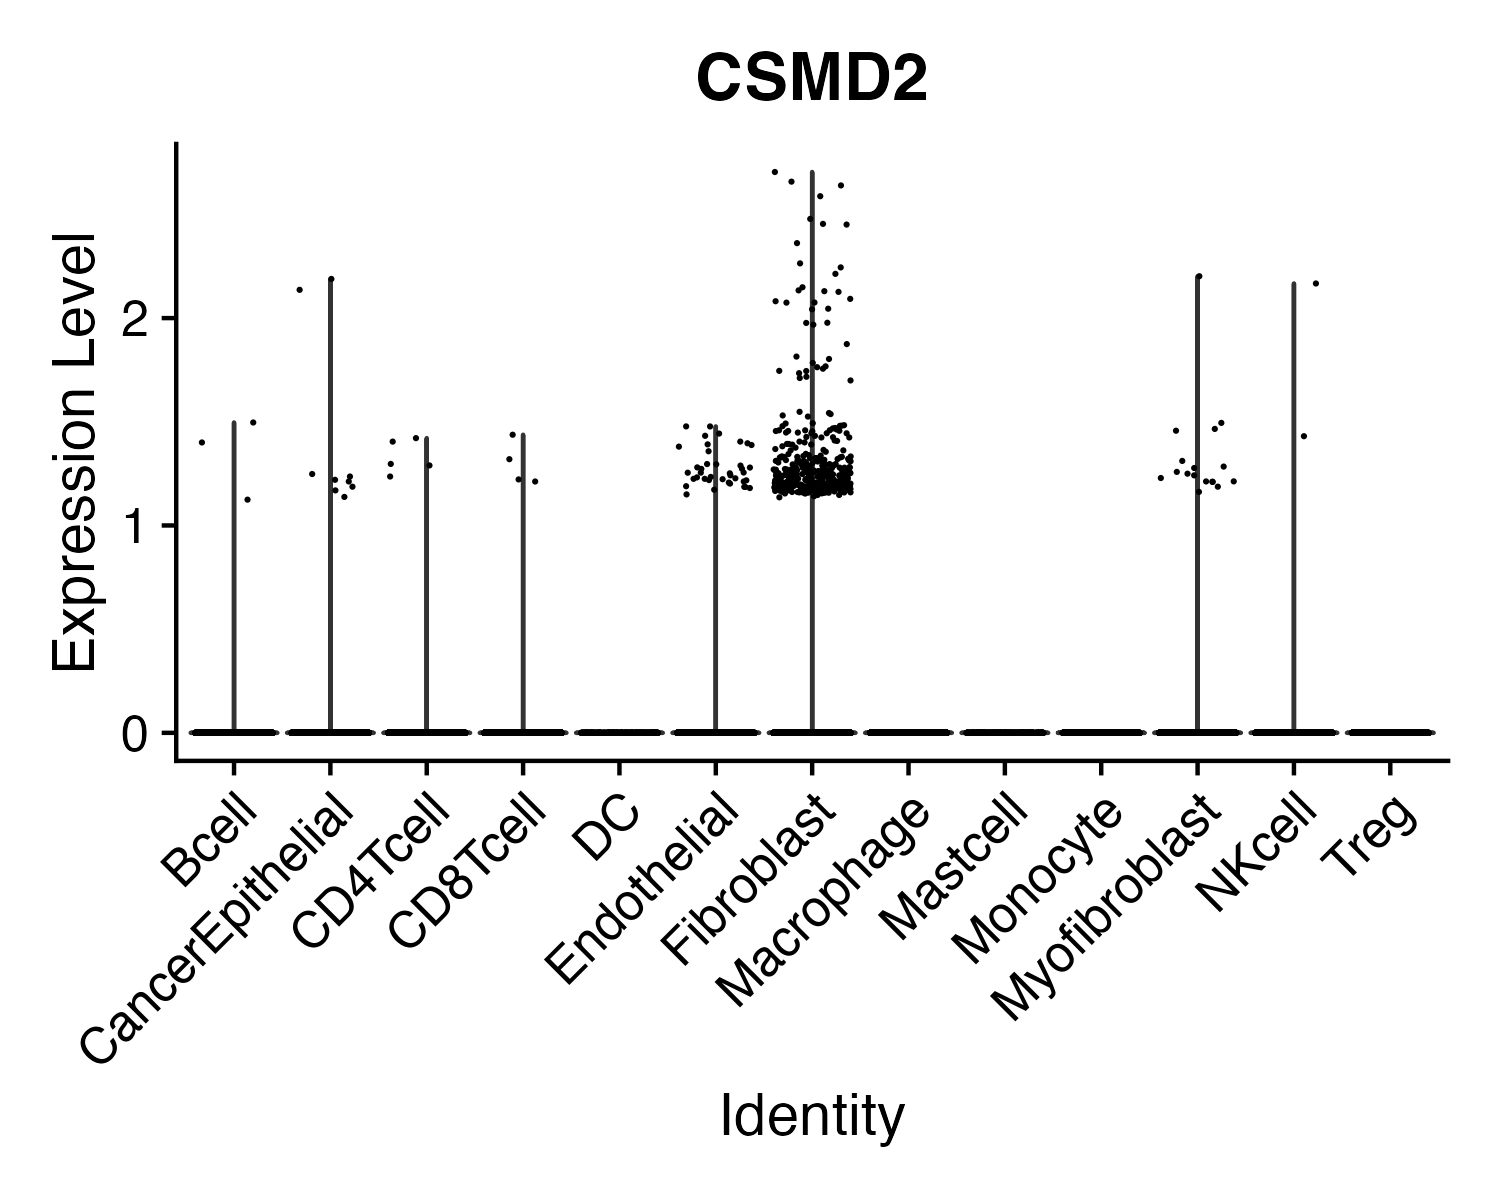 CSMD2
Expression Level
2
1
0
Bcell
CancerEpithelial
CD4Tcell
CD8Tcell
DC
Endothelial
Fibroblast
Macrophage
Mastcell
Monocyte
Myofibroblast
NKcell
Treg
Identity